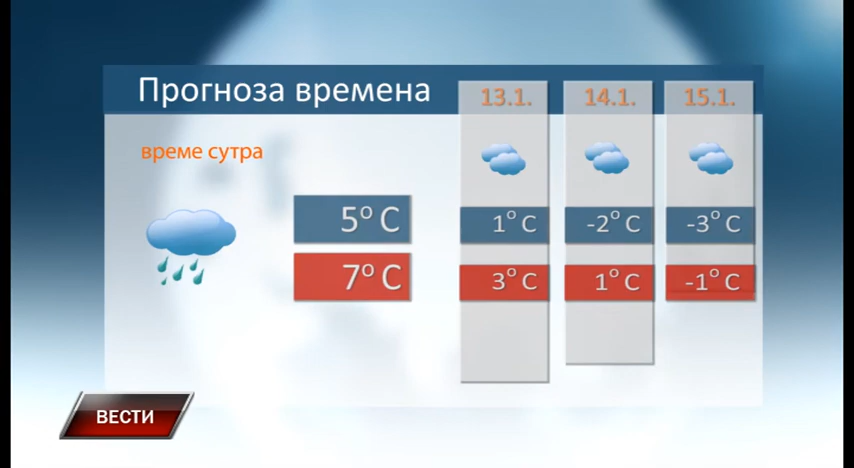 Прогноза времена
време сутра
5° C
7° C
13.1.
1° C
3° C
14.1.
-2° C
1° C
15.1.
-3° C
-1° C
ВЕСТИ